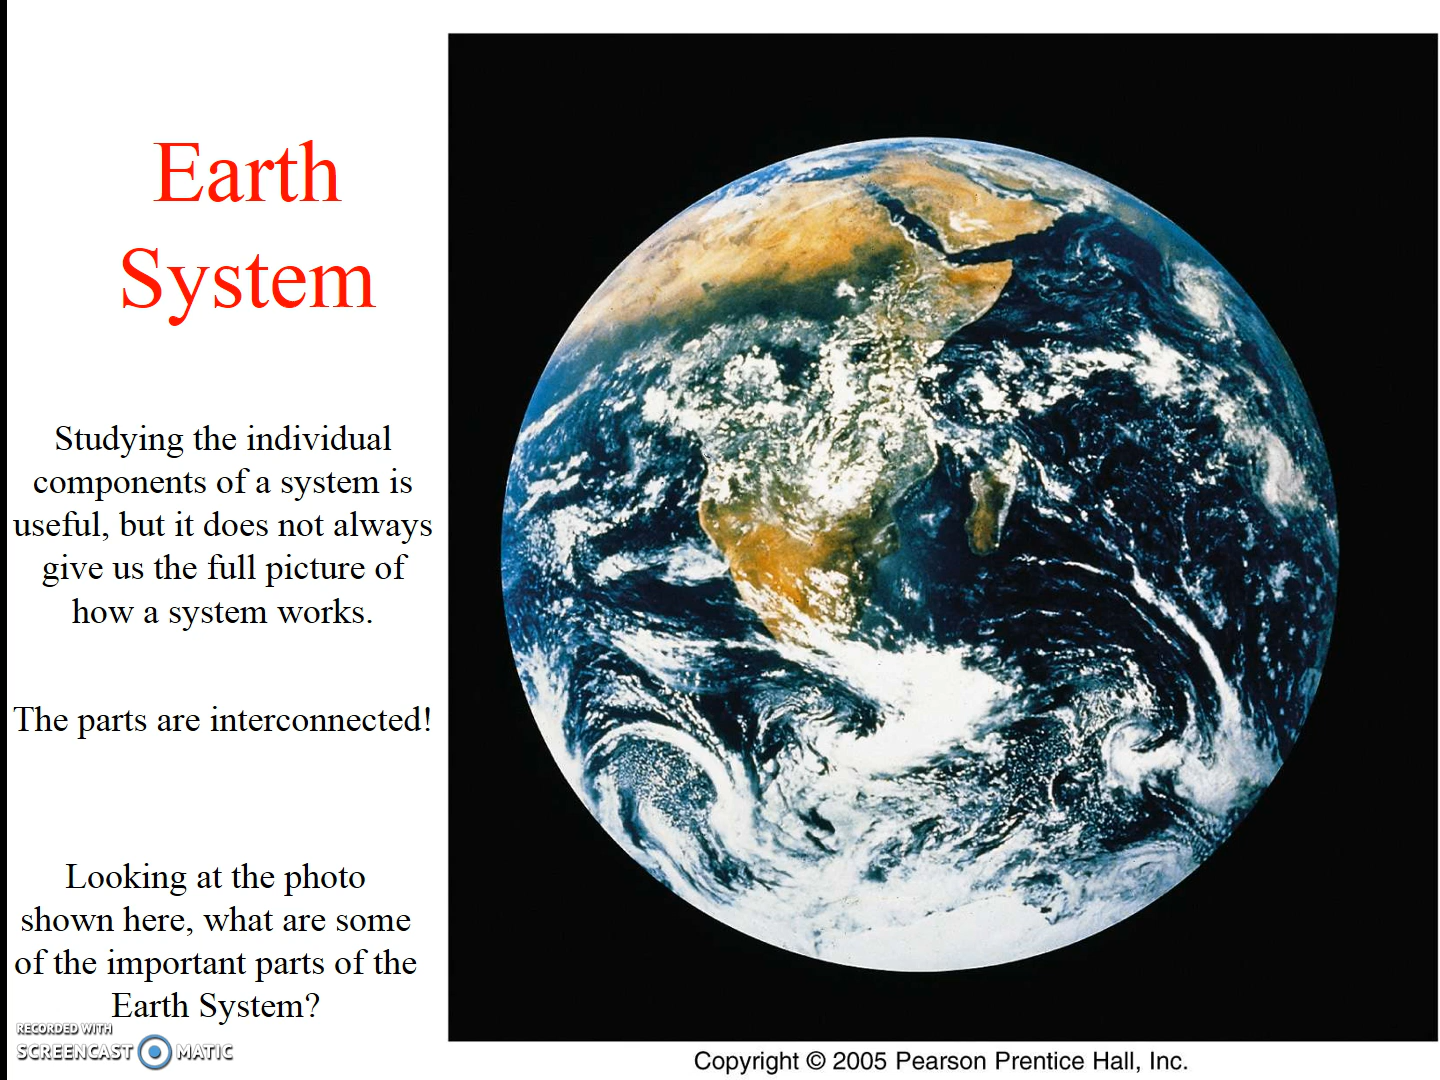 Earth
System
Studying the individual
components of a system is
useful, but it does not always
give us the full picture of
how a system works.
The parts are interconnected!
Looking at the photo
shown here, what are some
of the important parts of the
Earth System?
RECORDED WITH
SCREENCAST MATIC
Copyright © 2005 Pearson Prentice Hall, Inc.